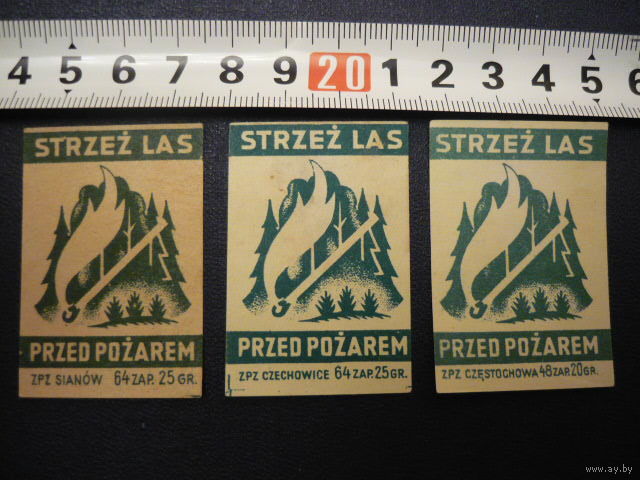 4 5 6 7 8 9 20 1 2 3 4 5 6
STRZEŻ LAS
PRZED POŻAREM
ZPZ SIANÓW 64 ZAP. 25 GR.
STRZEŻ LAS
PRZED POŻAREM
ZPZ CZECHOWICE 64 ZAP. 25 GR.
STRZEŻ LAS
PRZED POŻAREM
ZPZ CZĘSTOCHOWA 48 ZAP. 20 GR.
www.ay.by